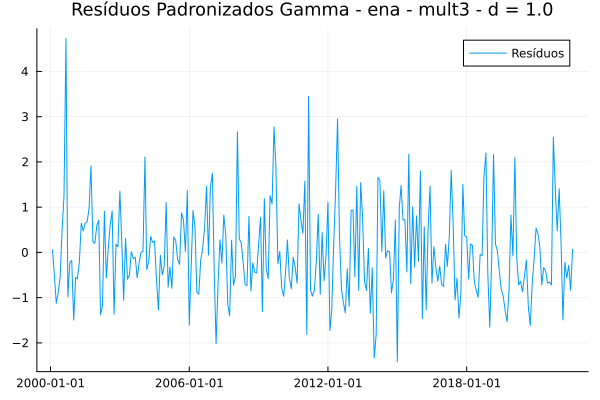 Resíduos Padronizados Gamma - ena - mult3 - d = 1.0
Resíduos
4
3
2
1
0
−1
−2
2000-01-01 2006-01-01 2012-01-01 2018-01-01